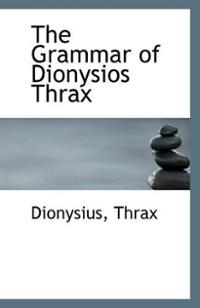 The
Grammar of
Dionysios
Thrax
Dionysius, Thrax